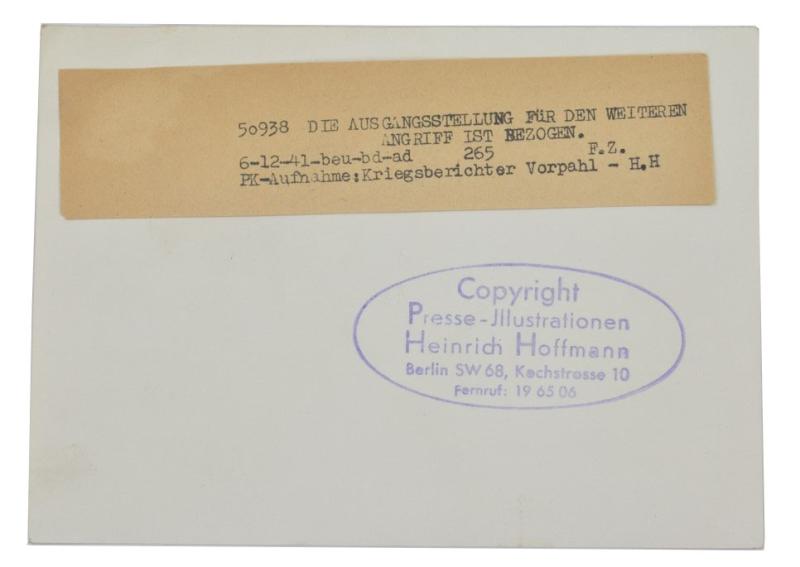 50938 DIE AUSGANGSSTELLUNG FÜR DEN WEITEREN
ANGRIFF IST BEZOGEN.
6-12-41-beu-bd-ad 265 F.Z.
PK-Aufnahme:Kriegsberichter Vorpahl - H.H
Copyright
Presse-Jllustrationen
Heinrich Hoffmann
Berlin SW 68, Kochstrasse 10
Fernruf: 19 65 06